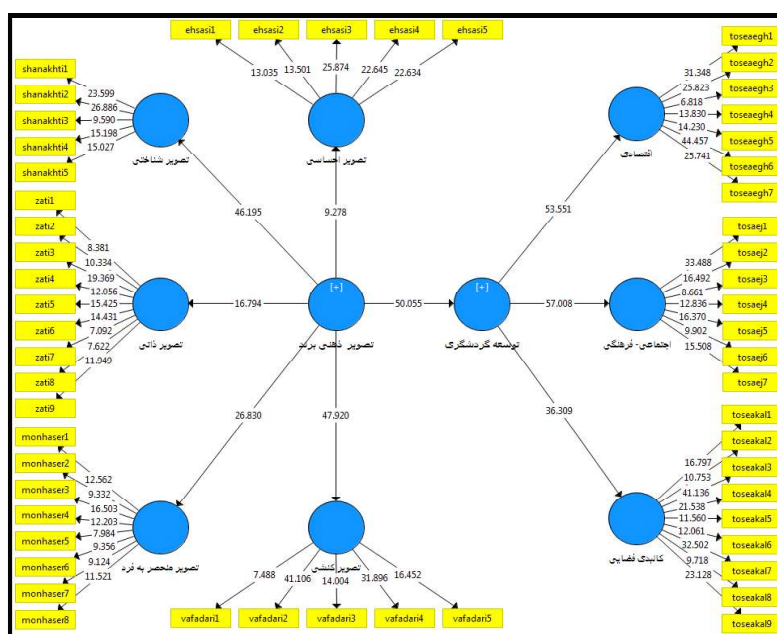 ehsasi1
ehsasi2
ehsasi3
ehsasi4
ehsasi5
13.035
13.501
25.874
22.645
22.634
تصویر احساسی
shanakhti1
shanakhti2
shanakhti3
shanakhti4
shanakhti5
23.599
26.886
9.590
15.198
15.027
تصویر شناختی
toseaegh1
toseaegh2
toseaegh3
toseaegh4
toseaegh5
toseaegh6
toseaegh7
31.348
25.823
6.818
13.830
14.230
44.457
25.741
اقتصادی
46.195
9.278
53.551
zati1
zati2
zati3
zati4
zati5
zati6
zati7
zati8
zati9
8.381
10.334
19.369
12.056
15.425
14.431
7.092
7.622
11.049
تصویر ذاتی
16.794
[+]
تصویر ذهنی برند
50.055
[+]
توسعه گردشگری
57.008
tosaej1
tosaej2
tosaej3
tosaej4
tosaej5
tosaej6
tosaej7
33.488
16.492
8.661
12.836
16.370
9.902
15.508
اجتماعی- فرهنگی
26.830
47.920
36.309
monhaser1
monhaser2
monhaser3
monhaser4
monhaser5
monhaser6
monhaser7
monhaser8
12.562
9.332
16.503
12.203
7.984
9.356
9.124
11.521
تصویر منحصر به فرد
تصویر کنشی
7.488
41.106
14.004
31.896
16.452
vafadari1
vafadari2
vafadari3
vafadari4
vafadari5
toseakal1
toseakal2
toseakal3
toseakal4
toseakal5
toseakal6
toseakal7
toseakal8
toseakal9
16.797
10.753
41.136
21.538
11.560
12.061
32.502
9.718
23.128
کالبدی فضایی